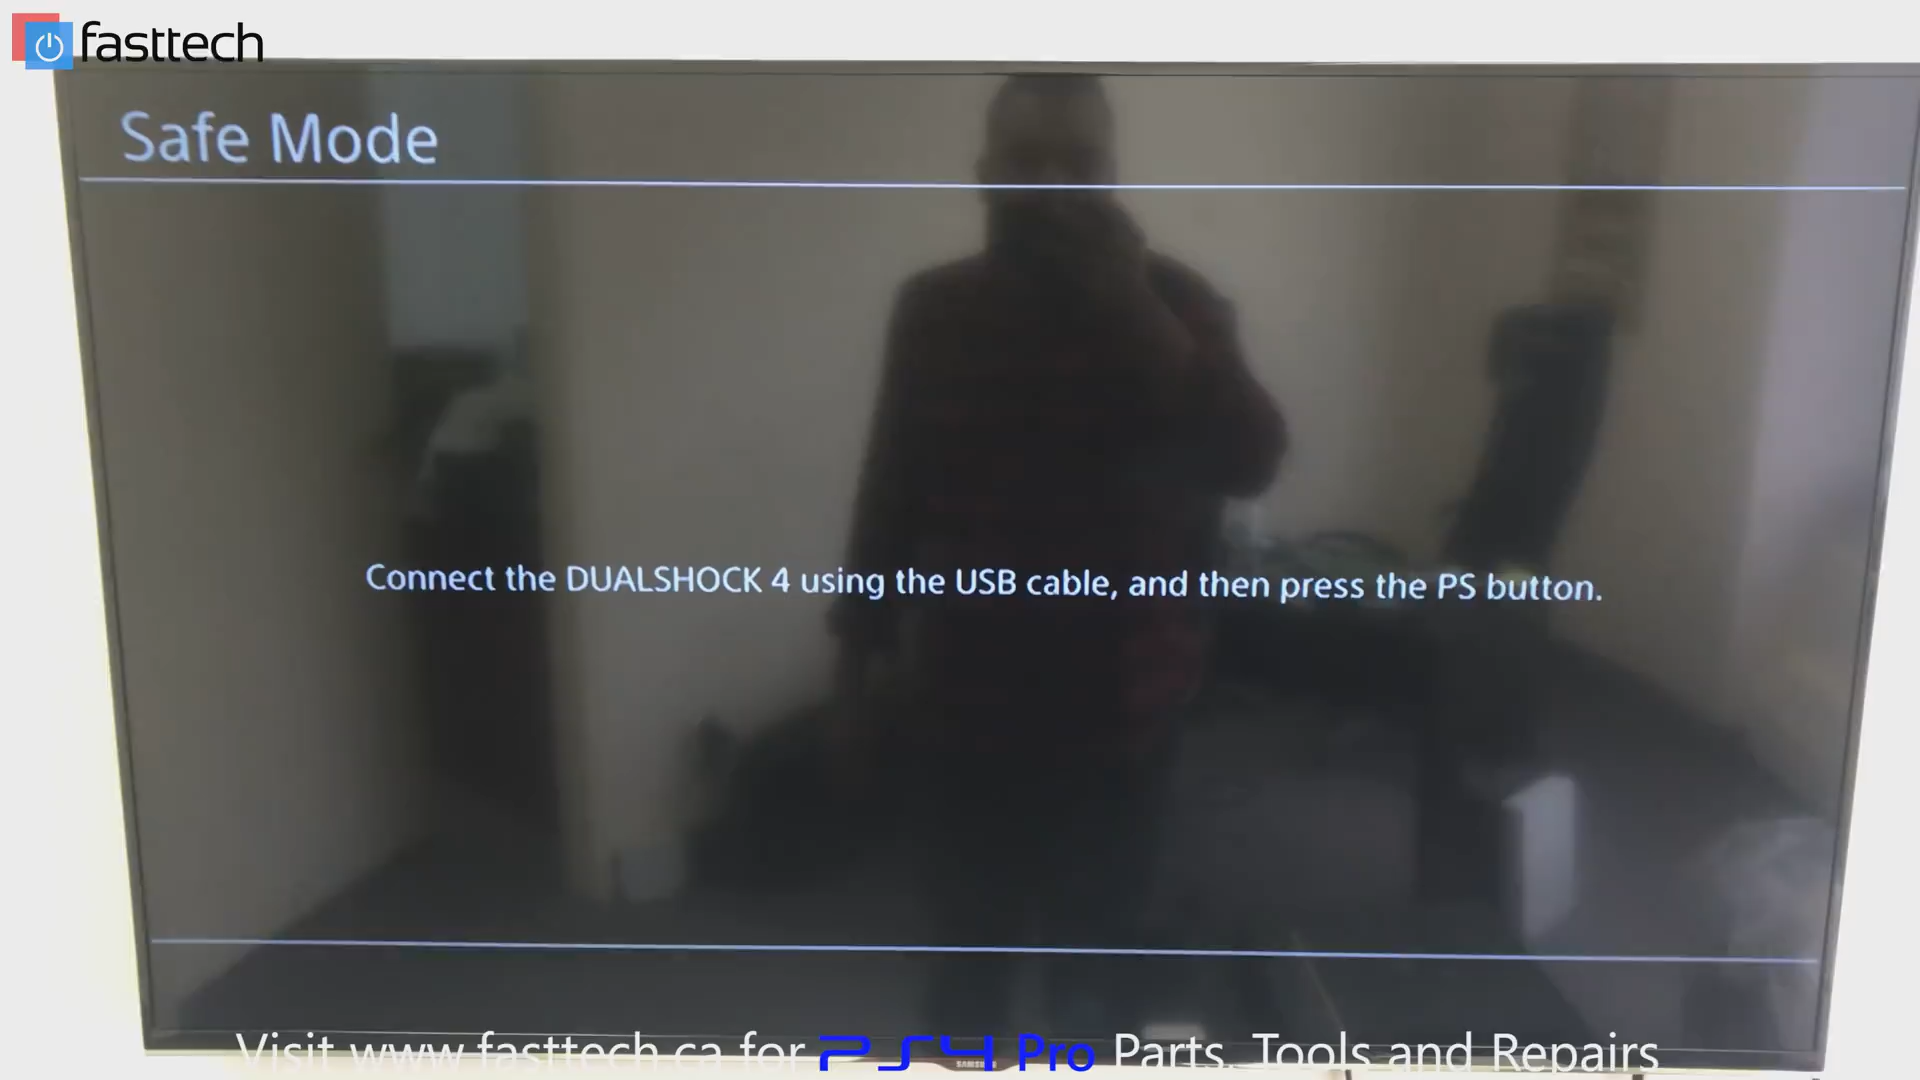 fasttech
Safe Mode
Connect the DUALSHOCK 4 using the USB cable, and then press the PS button.
SAMSUNG
Visit www.fasttech.ca for PS4 Pro Parts, Tools and Repairs